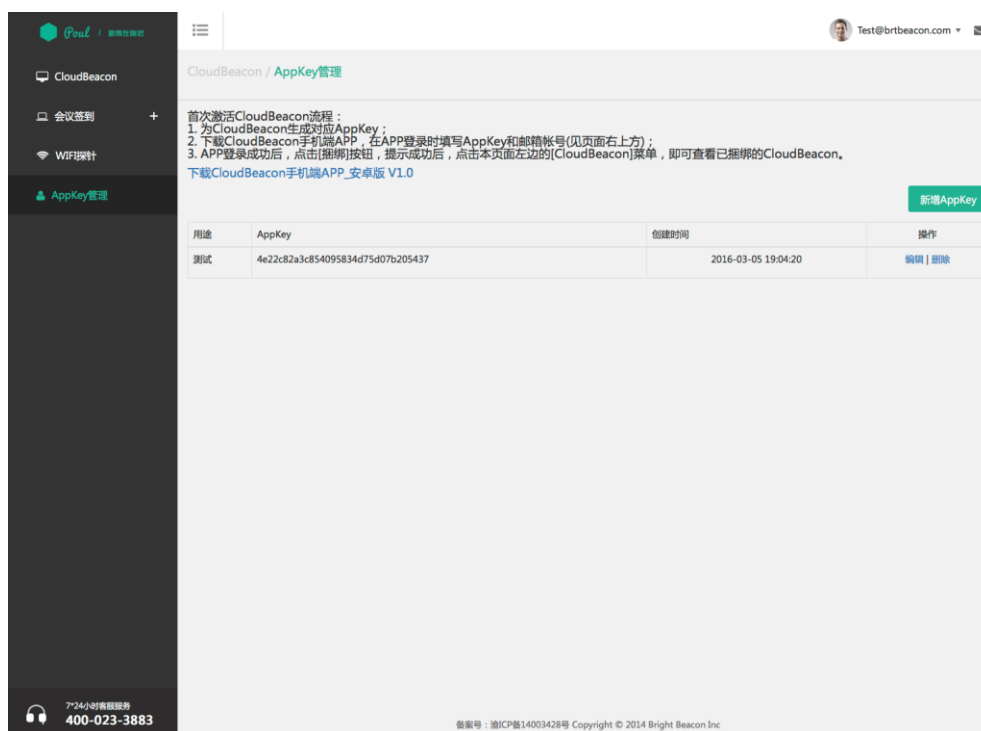 Poul /
Test@brtbeacon.com
CloudBeacon
会议签到 +
WIFI探针
AppKey管理
CloudBeacon / AppKey管理
首次激活CloudBeacon流程：
1. 为CloudBeacon生成对应AppKey；
2. 下载CloudBeacon手机端APP，在APP登录时填写AppKey和邮箱帐号(见页面右上方)；
3. APP登录成功后，点击[捆绑]按钮，提示成功后，点击本页面左边的[CloudBeacon]菜单，即可查看已捆绑的CloudBeacon。
下载CloudBeacon手机端APP_安卓版 V1.0
新增AppKey
用途 AppKey 创建时间 操作
测试 4e22c82a3c854095834d75d07b205437 2016-03-05 19:04:20 编辑 | 删除
7*24小时客服服务
400-023-3883
备案号：渝ICP备14003428号 Copyright © 2014 Bright Beacon Inc